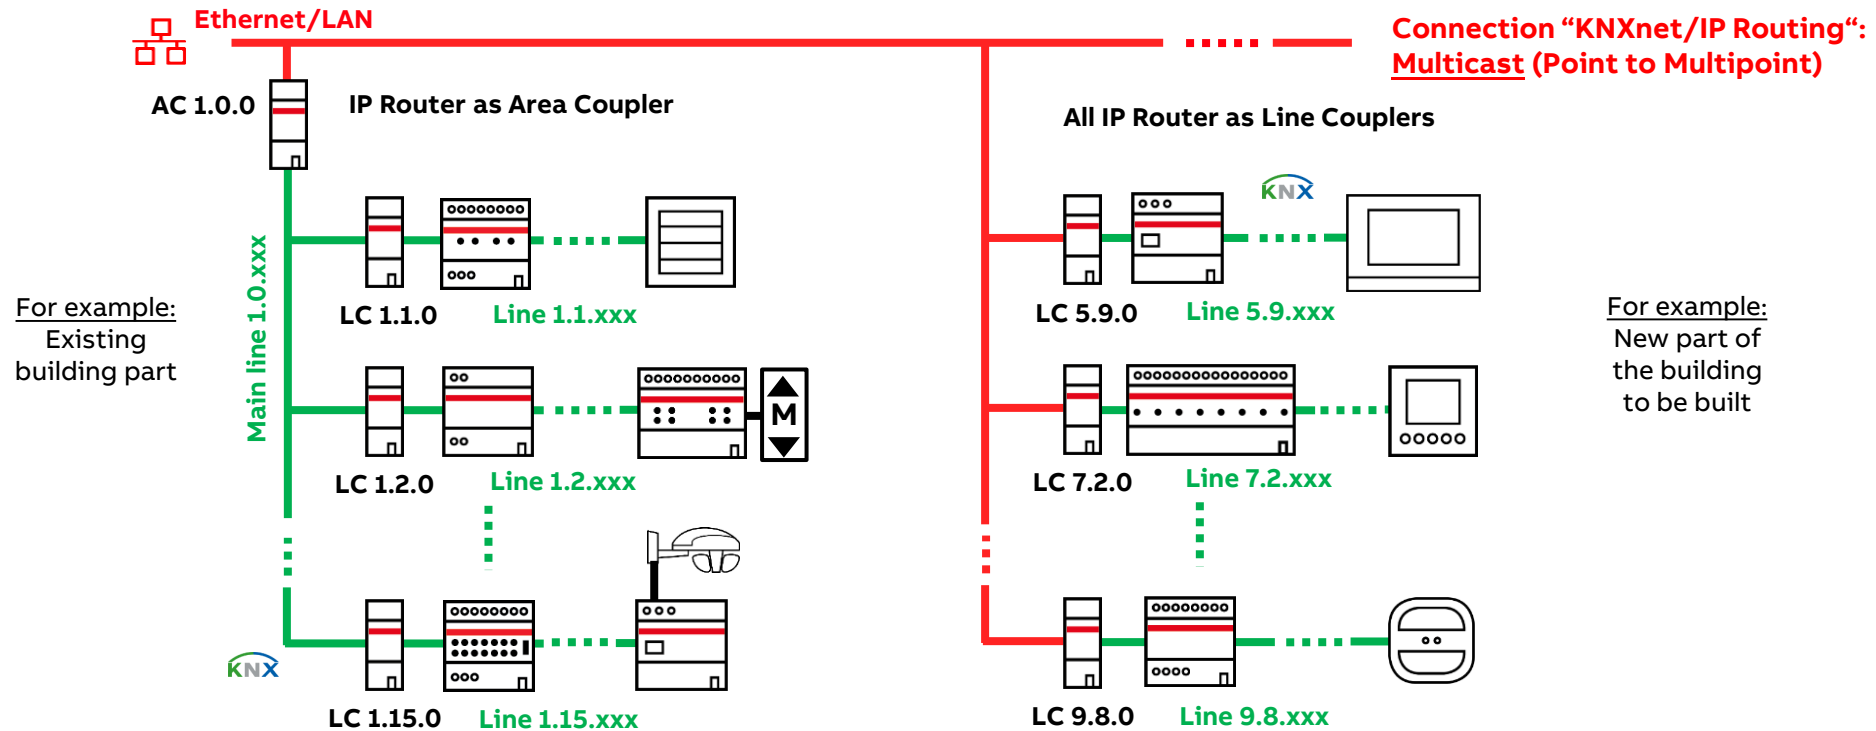 Ethernet/LAN
Connection “KNXnet/IP Routing“:
Multicast (Point to Multipoint)
AC 1.0.0
IP Router as Area Coupler
All IP Router as Line Couplers
KNX
Main line 1.0.xxx
LC 1.1.0
Line 1.1.xxx
LC 5.9.0
Line 5.9.xxx
For example:
Existing
building part
For example:
New part of
the building
to be built
M
LC 1.2.0
Line 1.2.xxx
LC 7.2.0
Line 7.2.xxx
KNX
LC 1.15.0
Line 1.15.xxx
LC 9.8.0
Line 9.8.xxx